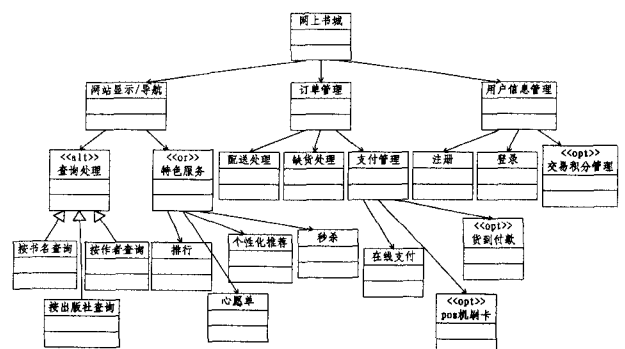 网上书城
网站显示/导航
订单管理
用户信息管理
<<alt>>
查询处理
<<or>>
特色服务
配送处理
缺货处理
支付管理
注册
登录
<<opt>>
交易积分管理
按书名查询
按作者查询
排行
个性化推荐
秒杀
在线支付
<<opt>>
货到付款
按出版社查询
心愿单
<<opt>>
pos机刷卡